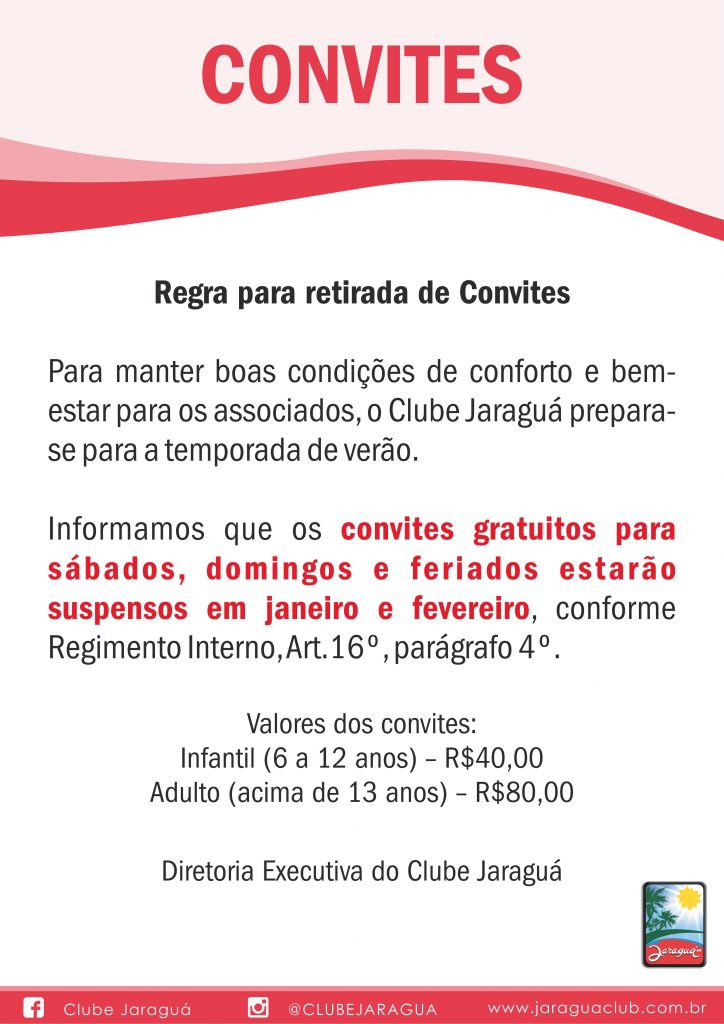 CONVITES
Regra para retirada de Convites
Para manter boas condições de conforto e bem-
estar para os associados, o Clube Jaraguá prepara-
se para a temporada de verão.
Informamos que os convites gratuitos para
sábados, domingos e feriados estarão
suspensos em janeiro e fevereiro, conforme
Regimento Interno, Art. 16º, parágrafo 4º.
Valores dos convites:
Infantil (6 a 12 anos) – R$40,00
Adulto (acima de 13 anos) – R$80,00
Diretoria Executiva do Clube Jaraguá
Jaraguá
Clube Jaraguá
@CLUBEJARAGUA
www.jaraguaclub.com.br